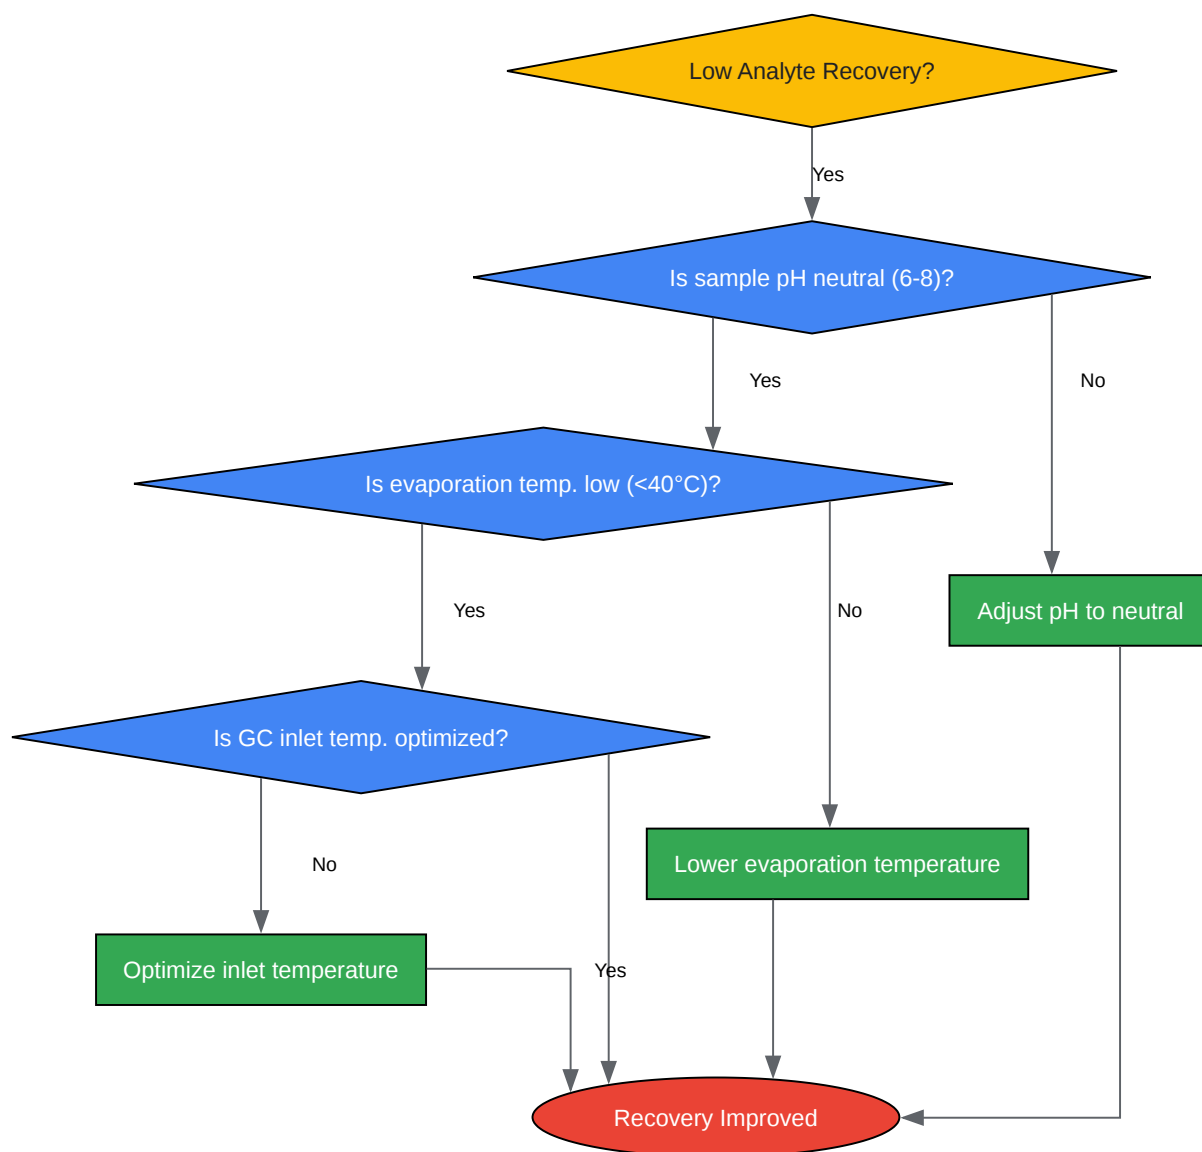 Low Analyte Recovery?
Yes
Is sample pH neutral (6-8)?
Yes
No
Is evaporation temp. low (<40°C)?
Yes
No
Adjust pH to neutral
Is GC inlet temp. optimized?
No
Lower evaporation temperature
Optimize inlet temperature
Yes
Recovery Improved